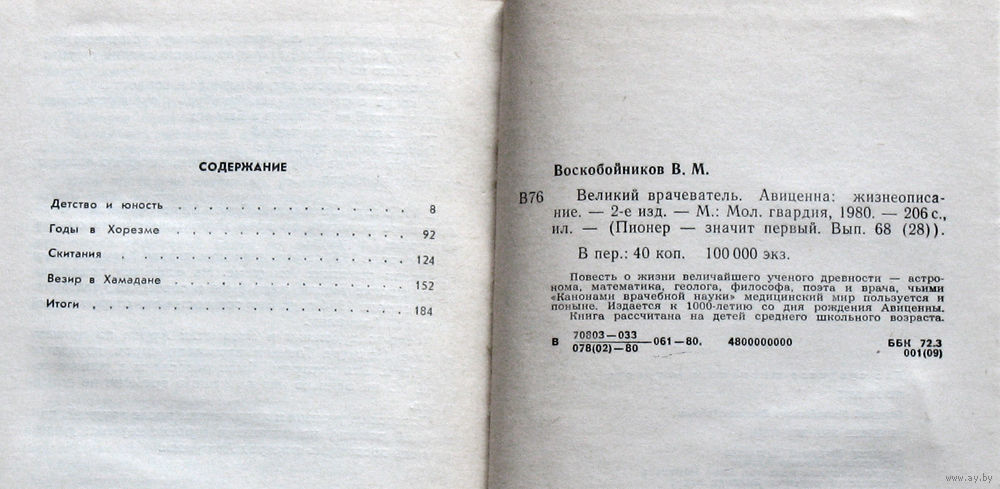 СОДЕРЖАНИЕ
Детство и юность . . . . . . . . . . . . . . . . 8
Годы в Хорезме . . . . . . . . . . . . . . . . 92
Скитания . . . . . . . . . . . . . . . . . . . 124
Везир в Хамадане . . . . . . . . . . . . . . . 152
Итоги . . . . . . . . . . . . . . . . . . . . 184
Воскобойников В. М.
В76 Великий врачеватель. Авиценна: жизнеописа-
ние. — 2-е изд. — М.: Мол. гвардия, 1980. — 206 с.,
ил. — (Пионер — значит первый. Вып. 68 (28)).
В пер.: 40 коп. 100 000 экз.
Повесть о жизни величайшего ученого древности — астро-
нома, математика, геолога, философа, поэта и врача, чьими
«Канонами врачебной науки» медицинский мир пользуется и
поныне. Издается к 1000-летию со дня рождения Авиценны.
Книга рассчитана на детей среднего школьного возраста.
В 70803—033
078(02)—80 —061—80. 4800000000 ББК 72.3
001(09)
www.ay.by